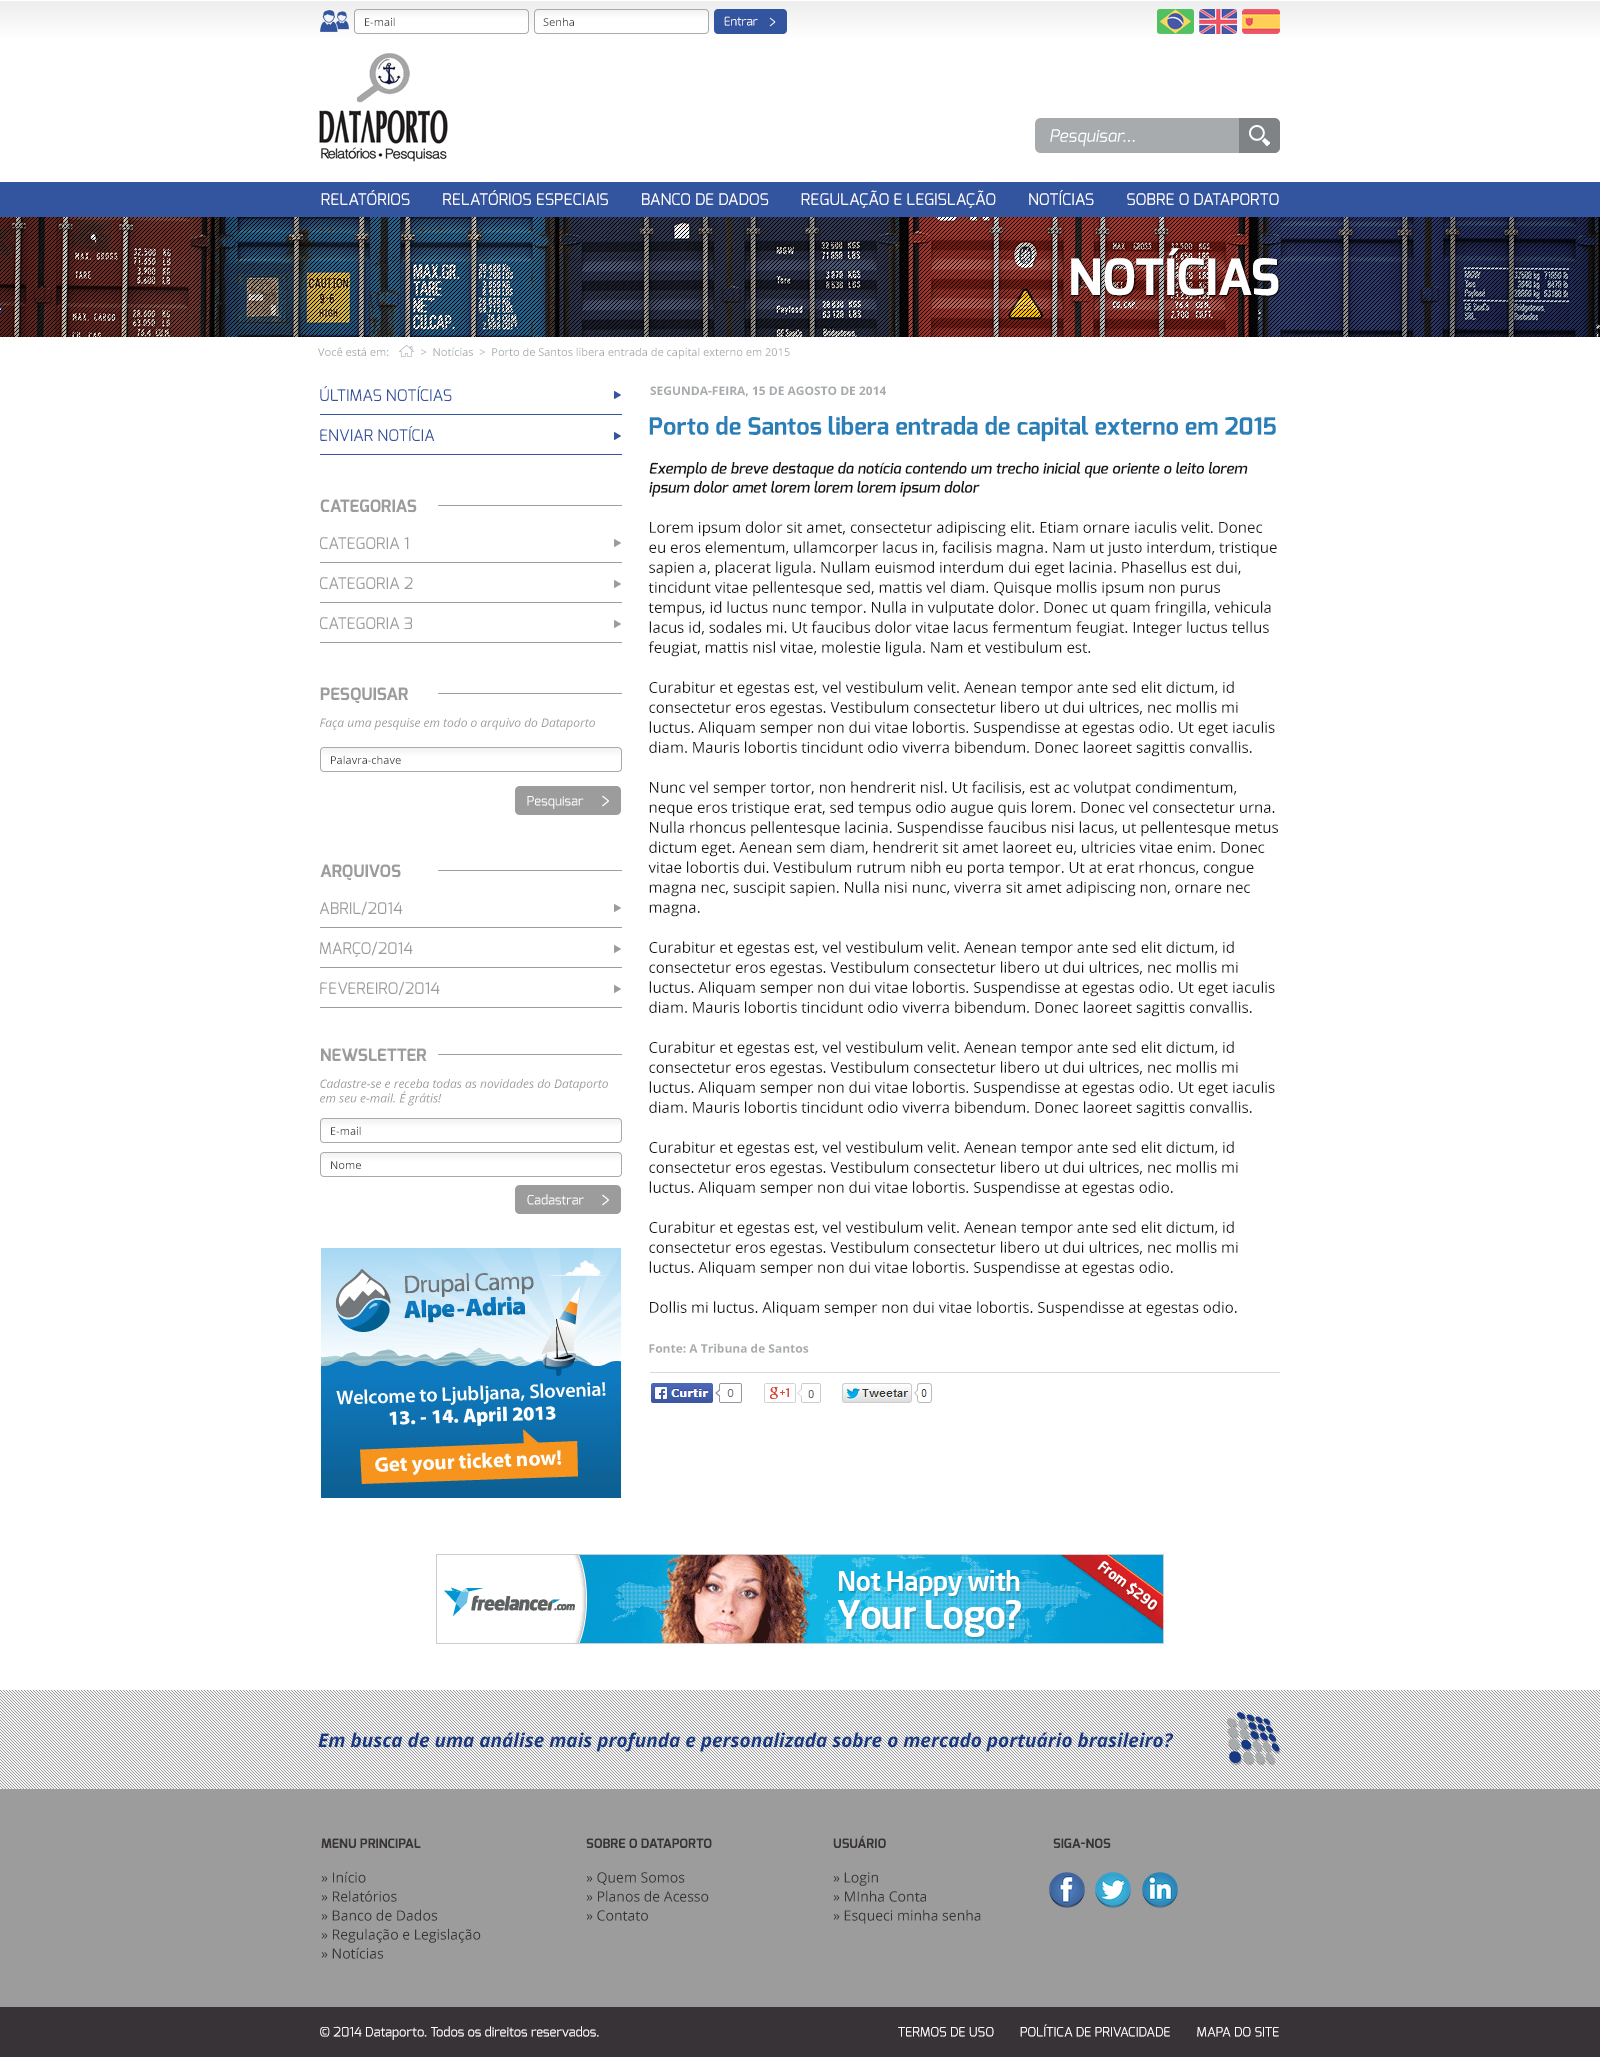 E-mail
Senha
Entrar
DATAPORTO
Relatórios • Pesquisas
Pesquisar...
RELATÓRIOS
RELATÓRIOS ESPECIAIS
BANCO DE DADOS
REGULAÇÃO E LEGISLAÇÃO
NOTÍCIAS
SOBRE O DATAPORTO
MAX. GROSS
TARE
MAX. CARGO
CAUTION
MAX.GR.
TARE
NE
CU.CAP.
MGW
Tare
Payload
MAX GROSS
CU.CAP.
NOTÍCIAS
Você está em: > Notícias > Porto de Santos libera entrada de capital externo em 2015
ÚLTIMAS NOTÍCIAS
ENVIAR NOTÍCIA
CATEGORIAS
CATEGORIA 1
CATEGORIA 2
CATEGORIA 3
PESQUISAR
Faça uma pesquise em todo o arquivo do Dataporto
Palavra-chave
Pesquisar
ARQUIVOS
ABRIL/2014
MARÇO/2014
FEVEREIRO/2014
NEWSLETTER
Cadastre-se e receba todas as novidades do Dataporto
em seu e-mail. É grátis!
E-mail
Nome
Cadastrar
Drupal Camp
Alpe-Adria
Welcome to Ljubljana, Slovenia!
13. - 14. April 2013
Get your ticket now!
SEGUNDA-FEIRA, 15 DE AGOSTO DE 2014
Porto de Santos libera entrada de capital externo em 2015
Exemplo de breve destaque da notícia contendo um trecho inicial que oriente o leito lorem
ipsum dolor amet lorem lorem lorem ipsum dolor
Lorem ipsum dolor sit amet, consectetur adipiscing elit. Etiam ornare iaculis velit. Donec
eu eros elementum, ullamcorper lacus in, facilisis magna. Nam ut justo interdum, tristique
sapien a, placerat ligula. Nullam euismod interdum dui eget lacinia. Phasellus est dui,
tincidunt vitae pellentesque sed, mattis vel diam. Quisque mollis ipsum non purus
tempus, id luctus nunc tempor. Nulla in vulputate dolor. Donec ut quam fringilla, vehicula
lacus id, sodales mi. Ut faucibus dolor vitae lacus fermentum feugiat. Integer luctus tellus
feugiat, mattis nisl vitae, molestie ligula. Nam et vestibulum est.
Curabitur et egestas est, vel vestibulum velit. Aenean tempor ante sed elit dictum, id
consectetur eros egestas. Vestibulum consectetur libero ut dui ultrices, nec mollis mi
luctus. Aliquam semper non dui vitae lobortis. Suspendisse at egestas odio. Ut eget iaculis
diam. Mauris lobortis tincidunt odio viverra bibendum. Donec laoreet sagittis convallis.
Nunc vel semper tortor, non hendrerit nisl. Ut facilisis, est ac volutpat condimentum,
neque eros tristique erat, sed tempus odio augue quis lorem. Donec vel consectetur urna.
Nulla rhoncus pellentesque lacinia. Suspendisse faucibus nisi lacus, ut pellentesque metus
dictum eget. Aenean sem diam, hendrerit sit amet laoreet eu, ultricies vitae enim. Donec
vitae lobortis dui. Vestibulum rutrum nibh eu porta tempor. Ut at erat rhoncus, congue
magna nec, suscipit sapien. Nulla nisi nunc, viverra sit amet adipiscing non, ornare nec
magna.
Curabitur et egestas est, vel vestibulum velit. Aenean tempor ante sed elit dictum, id
consectetur eros egestas. Vestibulum consectetur libero ut dui ultrices, nec mollis mi
luctus. Aliquam semper non dui vitae lobortis. Suspendisse at egestas odio. Ut eget iaculis
diam. Mauris lobortis tincidunt odio viverra bibendum. Donec laoreet sagittis convallis.
Curabitur et egestas est, vel vestibulum velit. Aenean tempor ante sed elit dictum, id
consectetur eros egestas. Vestibulum consectetur libero ut dui ultrices, nec mollis mi
luctus. Aliquam semper non dui vitae lobortis. Suspendisse at egestas odio. Ut eget iaculis
diam. Mauris lobortis tincidunt odio viverra bibendum. Donec laoreet sagittis convallis.
Curabitur et egestas est, vel vestibulum velit. Aenean tempor ante sed elit dictum, id
consectetur eros egestas. Vestibulum consectetur libero ut dui ultrices, nec mollis mi
luctus. Aliquam semper non dui vitae lobortis. Suspendisse at egestas odio.
Curabitur et egestas est, vel vestibulum velit. Aenean tempor ante sed elit dictum, id
consectetur eros egestas. Vestibulum consectetur libero ut dui ultrices, nec mollis mi
luctus. Aliquam semper non dui vitae lobortis. Suspendisse at egestas odio.
Dollis mi luctus. Aliquam semper non dui vitae lobortis. Suspendisse at egestas odio.
Fonte: A Tribuna de Santos
Curtir 0
g+1 0
Tweetar 0
freelancer.com
Not Happy with
Your Logo?
From $290
Em busca de uma análise mais profunda e personalizada sobre o mercado portuário brasileiro?
MENU PRINCIPAL
» Início
» Relatórios
» Banco de Dados
» Regulação e Legislação
» Notícias
SOBRE O DATAPORTO
» Quem Somos
» Planos de Acesso
» Contato
USUÁRIO
» Login
» MInha Conta
» Esqueci minha senha
SIGA-NOS
f
in
© 2014 Dataporto. Todos os direitos reservados.
TERMOS DE USO
POLÍTICA DE PRIVACIDADE
MAPA DO SITE